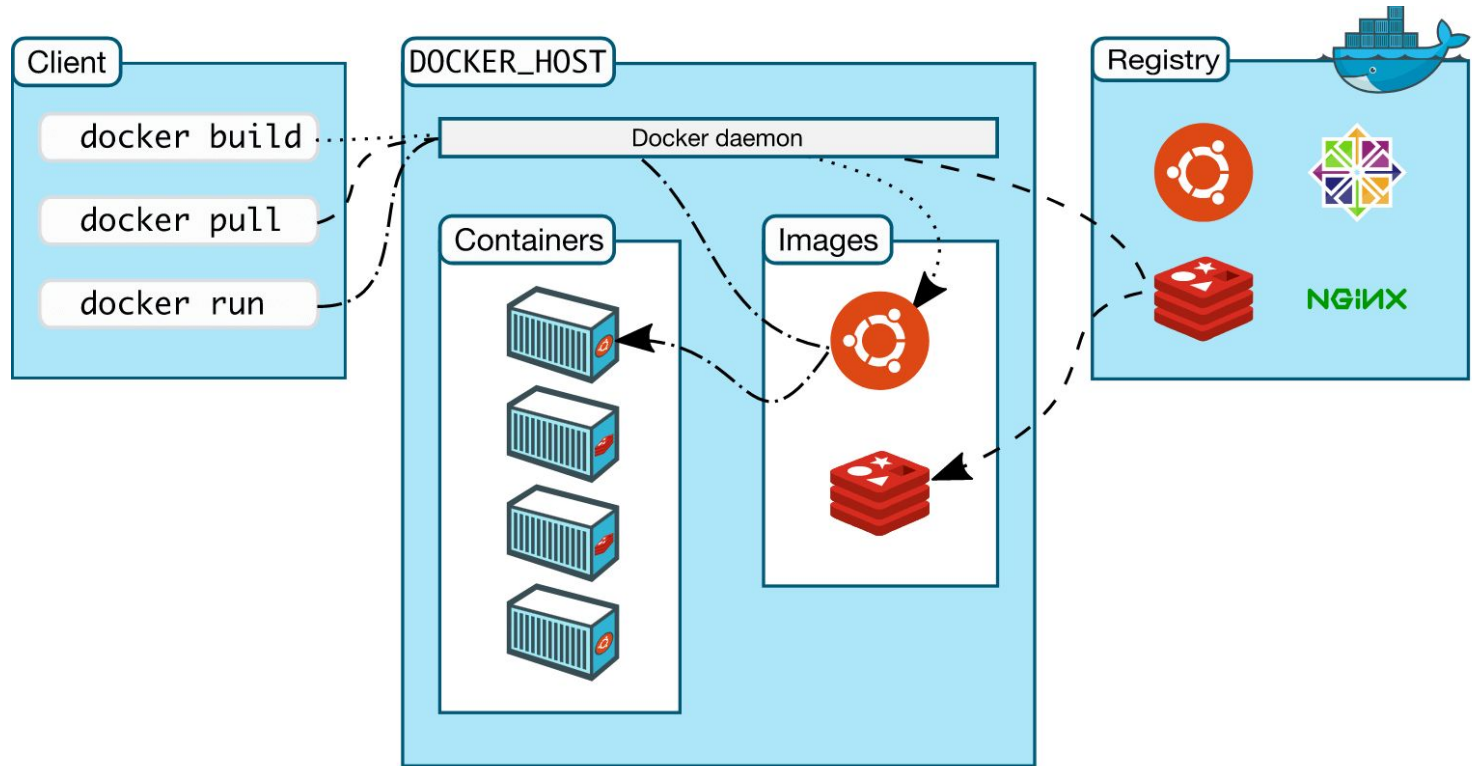 Client
docker build
docker pull
docker run
DOCKER_HOST
Docker daemon
Containers
Images
Registry
NGiNX